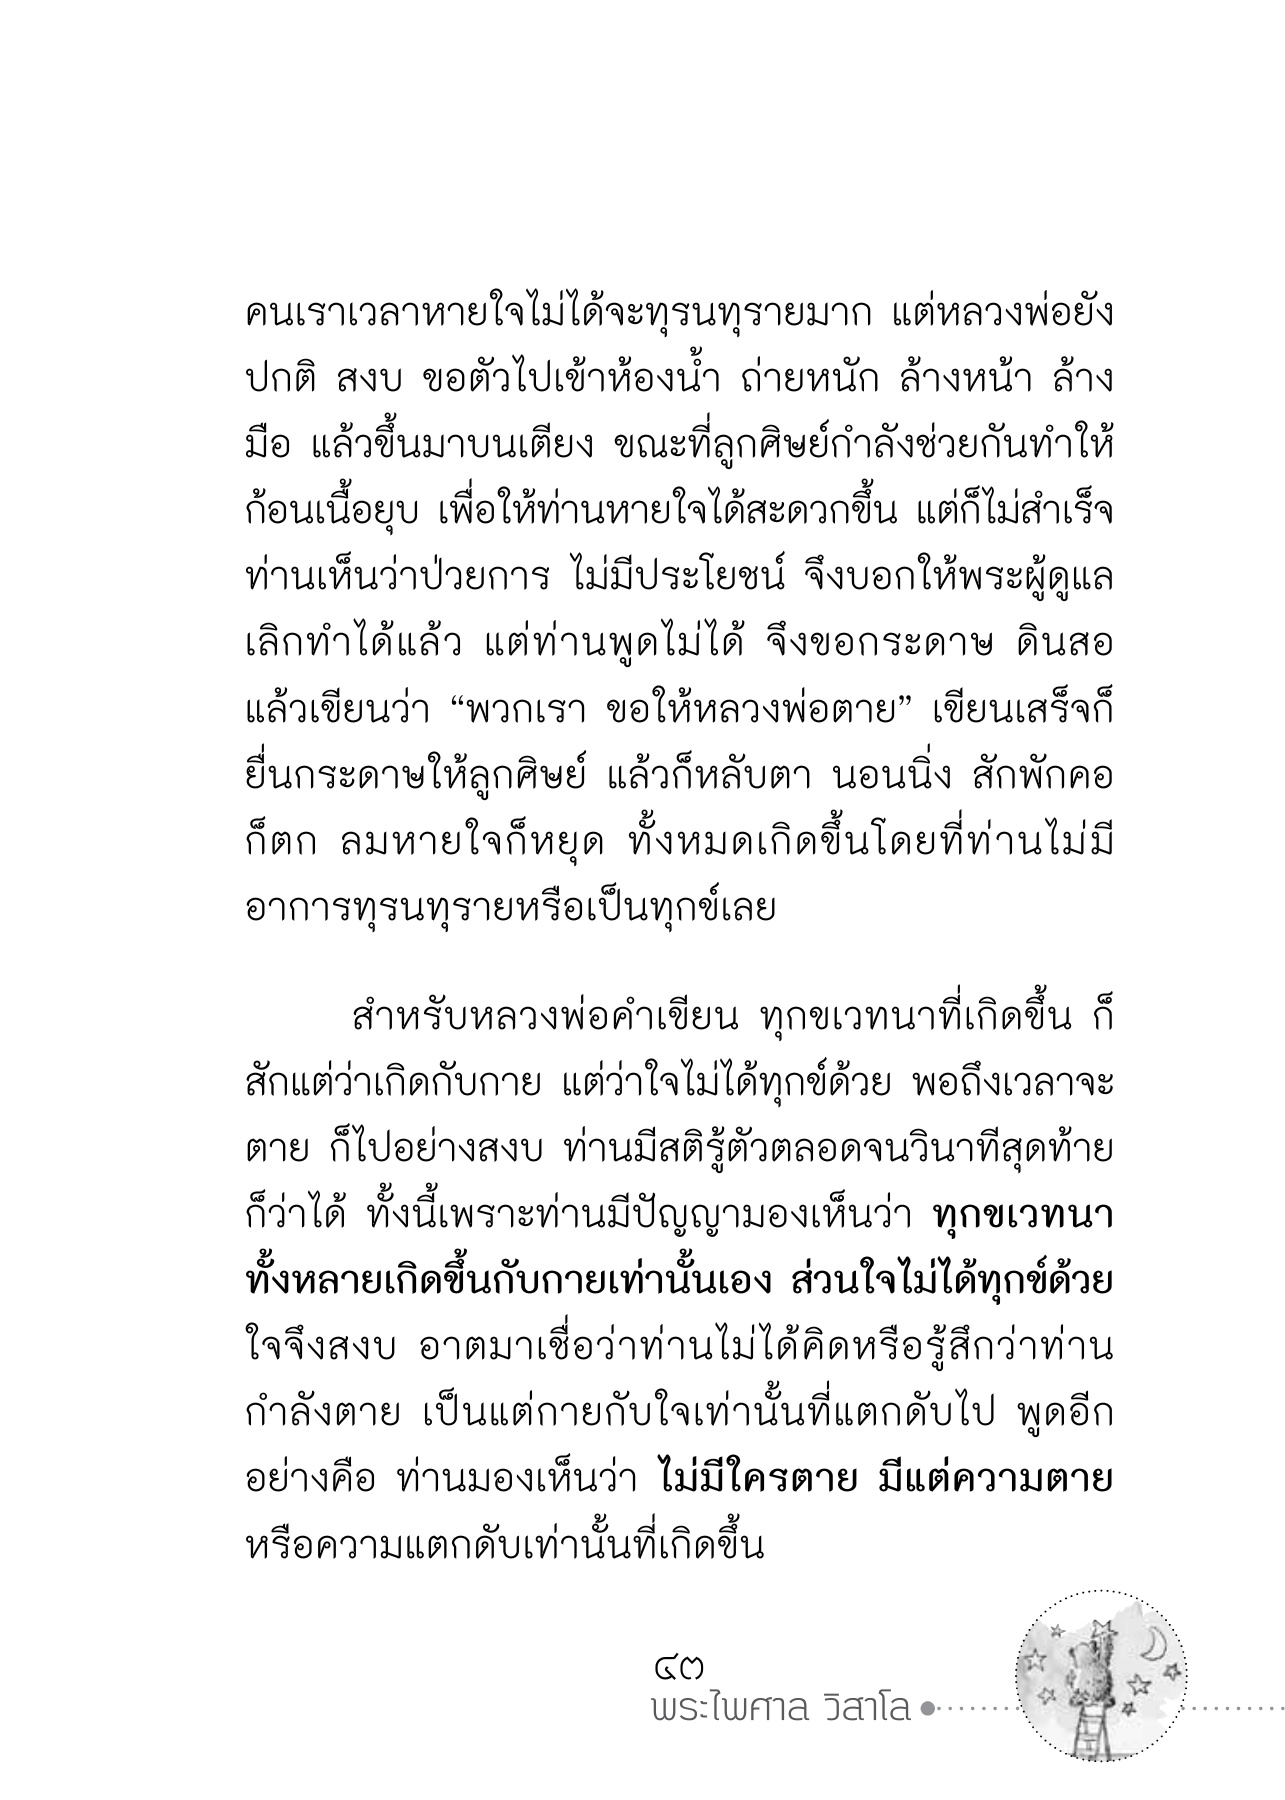 คนเราเวลาหายใจไม่ได้จะทุรนทุรายมาก แต่หลวงพ่อยัง
ปกติ สงบ ขอตัวไปเข้าห้องน้ำ ถ่ายหนัก ล้างหน้า ล้าง
มือ แล้วขึ้นมาบนเตียง ขณะที่ลูกศิษย์กำลังช่วยกันทำให้
ก้อนเนื้อยุบ เพื่อให้ท่านหายใจได้สะดวกขึ้น แต่ก็ไม่สำเร็จ
ท่านเห็นว่าป่วยการ ไม่มีประโยชน์ จึงบอกให้พระผู้ดูแล
เลิกทำได้แล้ว แต่ท่านพูดไม่ได้ จึงขอกระดาษ ดินสอ
แล้วเขียนว่า “พวกเรา ขอให้หลวงพ่อตาย” เขียนเสร็จก็
ยื่นกระดาษให้ลูกศิษย์ แล้วก็หลับตา นอนนิ่ง สักพักคอ
ก็ตก ลมหายใจก็หยุด ทั้งหมดเกิดขึ้นโดยที่ท่านไม่มี
อาการทุรนทุรายหรือเป็นทุกข์เลย
สำหรับหลวงพ่อคำเขียน ทุกขเวทนาที่เกิดขึ้น ก็
สักแต่ว่าเกิดกับกาย แต่ว่าใจไม่ได้ทุกข์ด้วย พอถึงเวลาจะ
ตาย ก็ไปอย่างสงบ ท่านมีสติรู้ตัวตลอดจนวินาทีสุดท้าย
ก็ว่าได้ ทั้งนี้เพราะท่านมีปัญญามองเห็นว่า ทุกขเวทนา
ทั้งหลายเกิดขึ้นกับกายเท่านั้นเอง ส่วนใจไม่ได้ทุกข์ด้วย
ใจจึงสงบ อาตมาเชื่อว่าท่านไม่ได้คิดหรือรู้สึกว่าท่าน
กำลังตาย เป็นแต่กายกับใจเท่านั้นที่แตกดับไป พูดอีก
อย่างคือ ท่านมองเห็นว่า ไม่มีใครตาย มีแต่ความตาย
หรือความแตกดับเท่านั้นที่เกิดขึ้น
๔๓
พระไพศาล วิสาโล